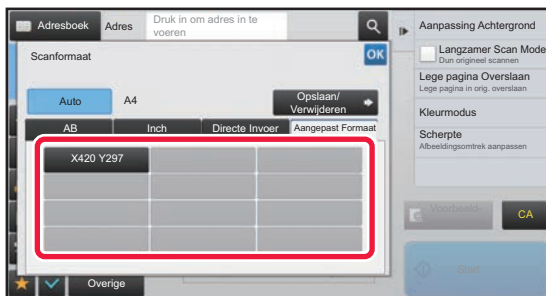 Adresboek
Adres
Druk in om adres in te
voeren
Aanpassing Achtergrond
Scanformaat
OK
Langzamer Scan Mode
Dun origineel scannen
Lege pagina Overslaan
Lege pagina in orig. overslaan
Auto
A4
Opslaan/
Verwijderen
Kleurmodus
AB
Inch
Directe Invoer
Aangepast Formaat
Scherpte
Afbeeldingsomtrek aanpassen
X420 Y297
Voorbeeld-
CA
Start
Overige